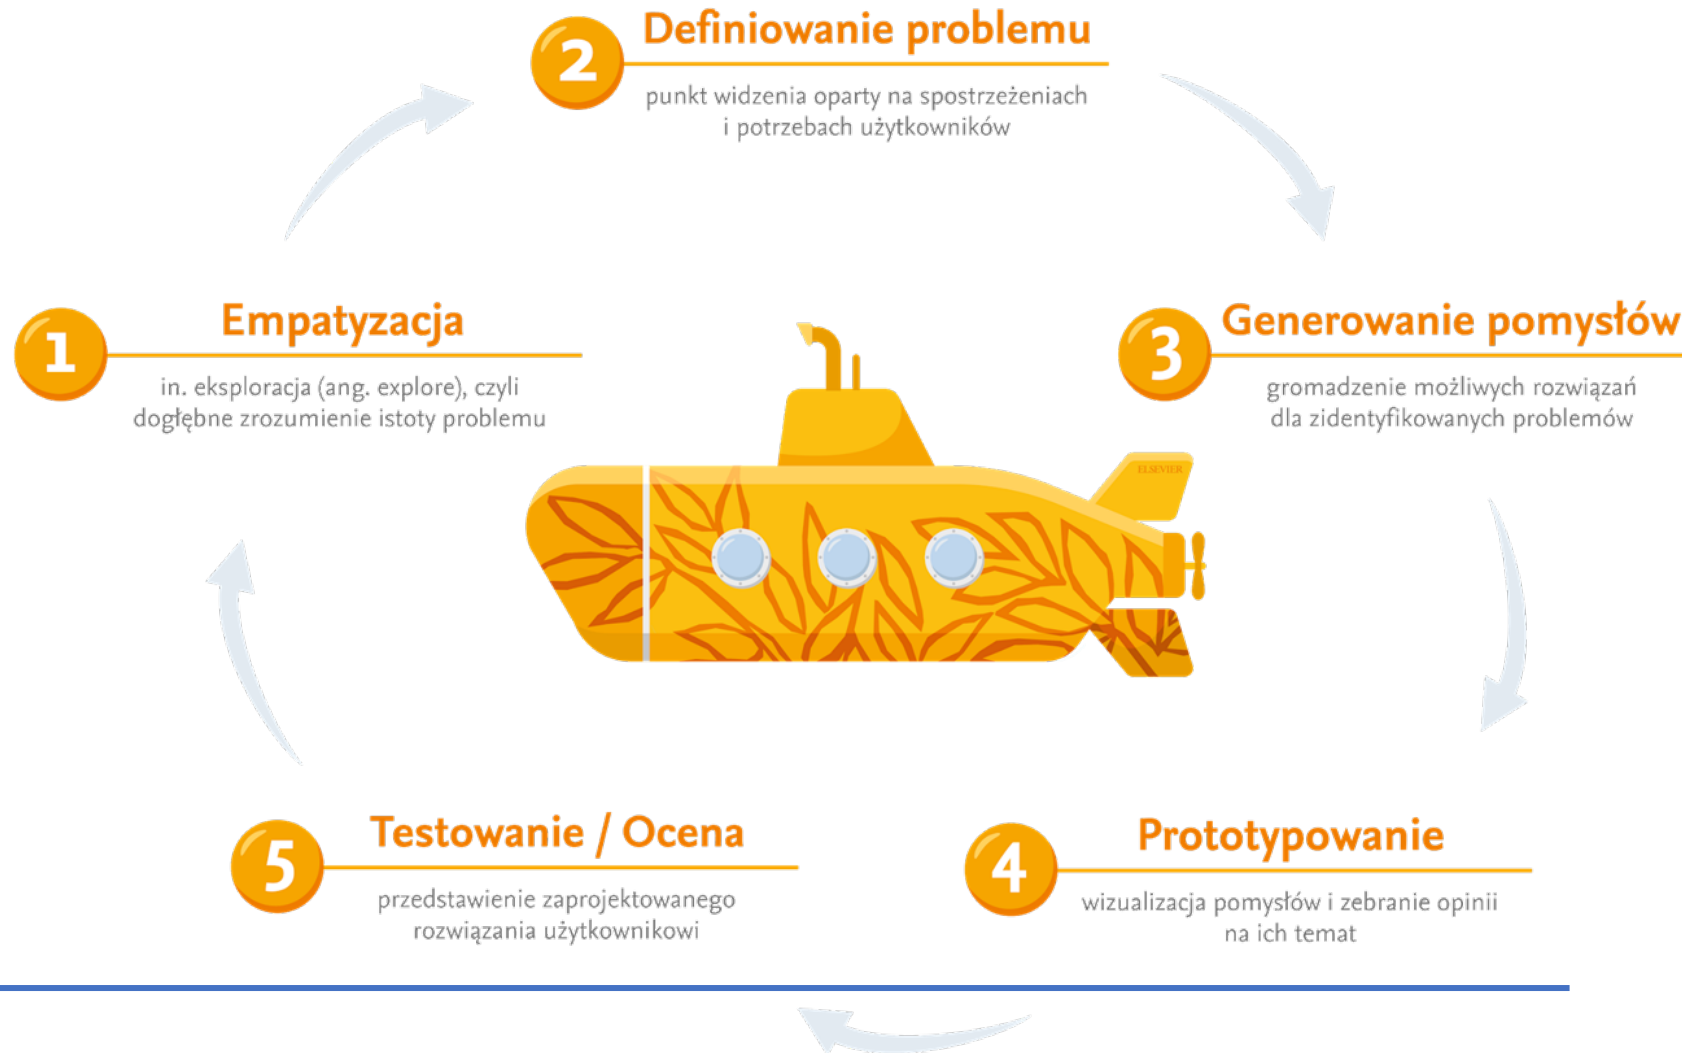 2
Definiowanie problemu
punkt widzenia oparty na spostrzeżeniach
i potrzebach użytkowników
1
Empatyzacja
in. eksploracja (ang. explore), czyli
dogłębne zrozumienie istoty problemu
3
Generowanie pomysłów
gromadzenie możliwych rozwiązań
dla zidentyfikowanych problemów
ELSEVIER
5
Testowanie / Ocena
przedstawienie zaprojektowanego
rozwiązania użytkownikowi
4
Prototypowanie
wizualizacja pomysłów i zebranie opinii
na ich temat